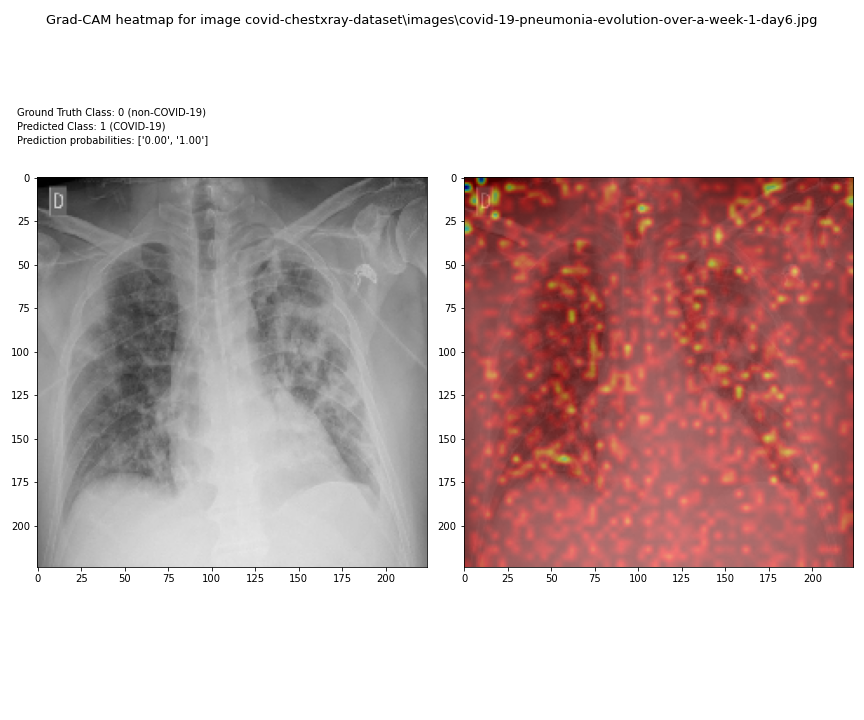 Grad-CAM heatmap for image covid-chestxray-dataset\images\covid-19-pneumonia-evolution-over-a-week-1-day6.jpg
Ground Truth Class: 0 (non-COVID-19)
Predicted Class: 1 (COVID-19)
Prediction probabilities: ['0.00', '1.00']
0
25
50
75
100
125
150
175
200
0 25 50 75 100 125 150 175 200
D
0
25
50
75
100
125
150
175
200
0 25 50 75 100 125 150 175 200
D